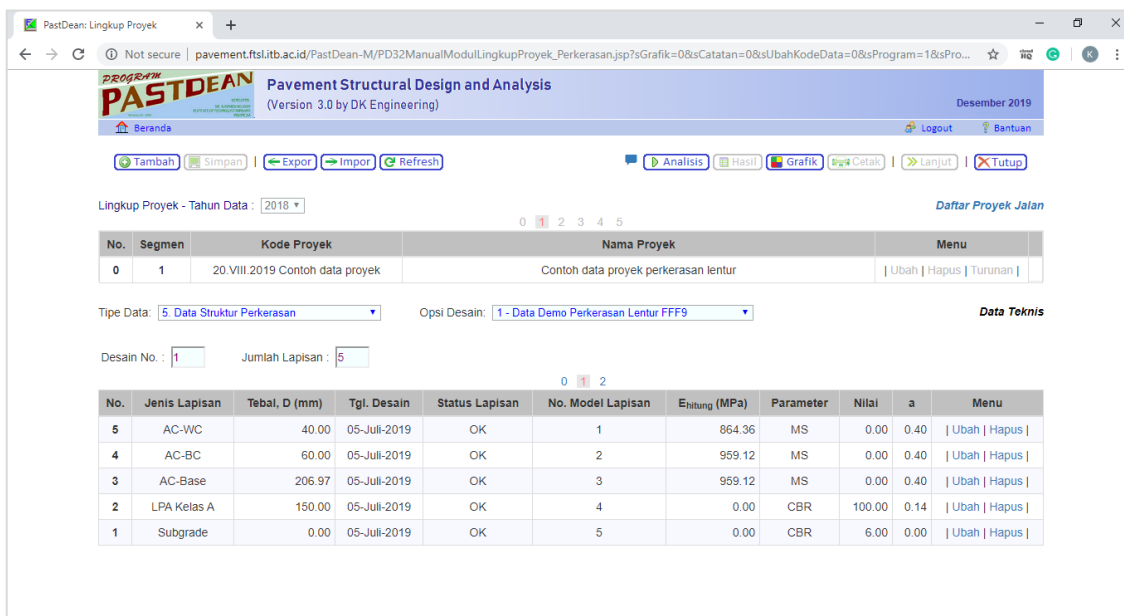 PastDean: Lingkup Proyek
Not secure | pavement.ftsl.itb.ac.id/PastDean-M/PD32ManualModulLingkupProyek_Perkerasan.jsp?sGrafik=0&sCatatan=0&sUbahKodeData=0&sProgram=1&sPro...
PROGRAM
PASTDEAN
Pavement Structural Design and Analysis
(Version 3.0 by DK Engineering)
Desember 2019
Beranda
Logout Bantuan
Tambah Simpan | Expor Impor Refresh Analisis Hasil Grafik Cetak | Lanjut | Tutup
Lingkup Proyek - Tahun Data : 2018
Daftar Proyek Jalan
0 1 2 3 4 5
No. Segmen Kode Proyek Nama Proyek Menu
0 1 20.VIII.2019 Contoh data proyek Contoh data proyek perkerasan lentur | Ubah | Hapus | Turunan |
Tipe Data: 5. Data Struktur Perkerasan Opsi Desain: 1 - Data Demo Perkerasan Lentur FFF9 Data Teknis
Desain No. : 1 Jumlah Lapisan : 5
0 1 2
No. Jenis Lapisan Tebal, D (mm) Tgl. Desain Status Lapisan No. Model Lapisan Ehitung (MPa) Parameter Nilai a Menu
5 AC-WC 40.00 05-Juli-2019 OK 1 864.36 MS 0.00 0.40 | Ubah | Hapus |
4 AC-BC 60.00 05-Juli-2019 OK 2 959.12 MS 0.00 0.40 | Ubah | Hapus |
3 AC-Base 206.97 05-Juli-2019 OK 3 959.12 MS 0.00 0.40 | Ubah | Hapus |
2 LPA Kelas A 150.00 05-Juli-2019 OK 4 0.00 CBR 100.00 0.14 | Ubah | Hapus |
1 Subgrade 0.00 05-Juli-2019 OK 5 0.00 CBR 6.00 0.00 | Ubah | Hapus |